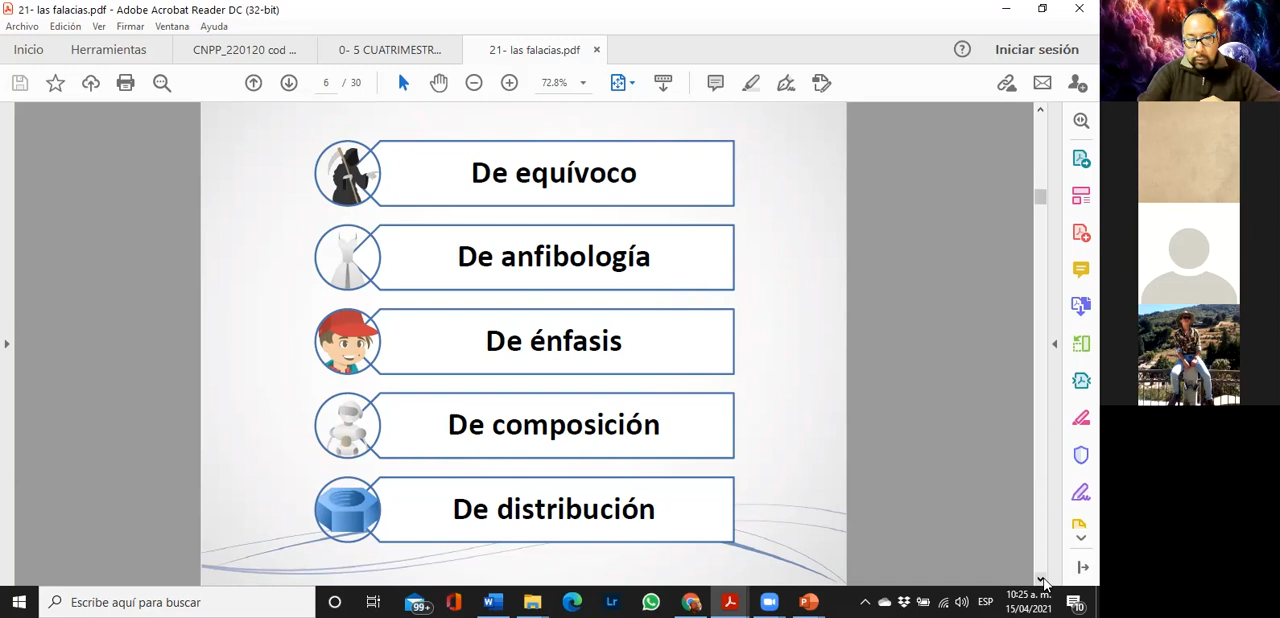 21- las falacias.pdf - Adobe Acrobat Reader DC (32-bit)
Archivo Edición Ver Firmar Ventana Ayuda
Inicio Herramientas CNPP_220120 cod ... 0- 5 CUATRIMESTR... 21- las falacias.pdf × Iniciar sesión
6 / 30 72.8%
De equívoco
De anfibología
De énfasis
De composición
De distribución
Escribe aquí para buscar 99+ Lr ESP 10:25 a. m.
15/04/2021 10